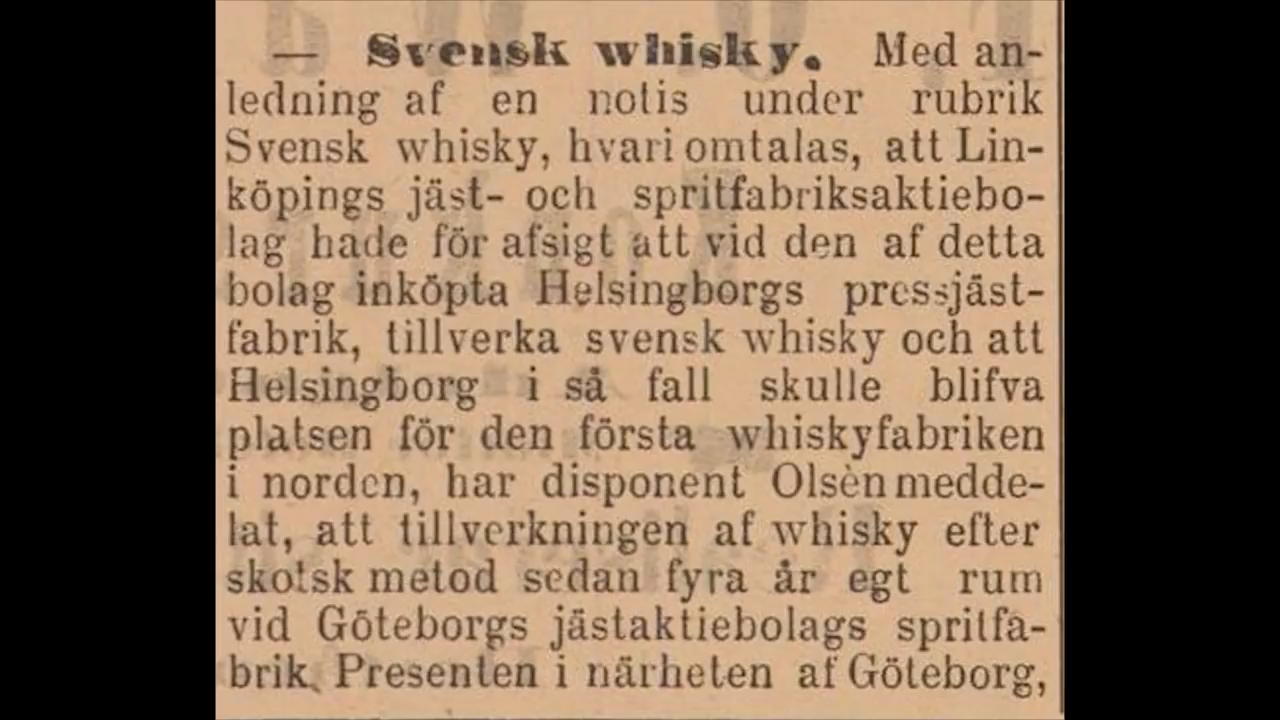 — Svensk whisky. Med an-
ledning af en notis under rubrik
Svensk whisky, hvari omtalas, att Lin-
köpings jäst- och spritfabriksaktiebo-
lag hade för afsigt att vid den af detta
bolag inköpta Helsingborgs pressjäst-
fabrik, tillverka svensk whisky och att
Helsingborg i så fall skulle blifva
platsen för den första whiskyfabriken
i norden, har disponent Olsèn medde-
lat, att tillverkningen af whisky efter
skotsk metod sedan fyra år egt rum
vid Göteborgs jästaktiebolags spritfa-
brik Presenten i närheten af Göteborg,